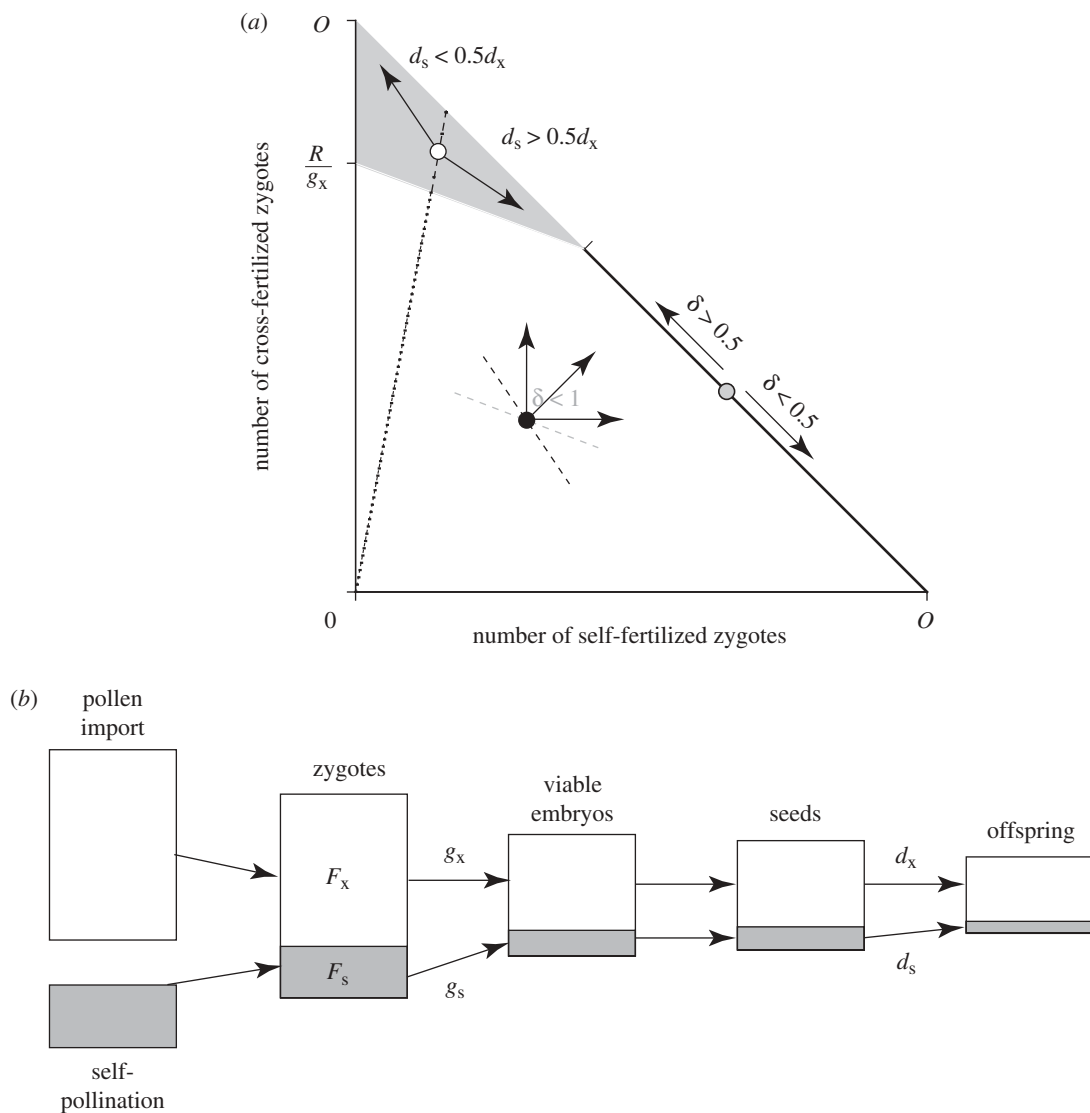 (a)
O
d_s < 0.5d_x
d_s > 0.5d_x
R
g_x
number of cross-fertilized zygotes
δ > 0.5
δ < 0.5
δ < 1
0
O
number of self-fertilized zygotes
(b)
pollen
import
zygotes
viable
embryos
seeds
offspring
F_x
g_x
d_x
F_s
g_s
d_s
self-
pollination